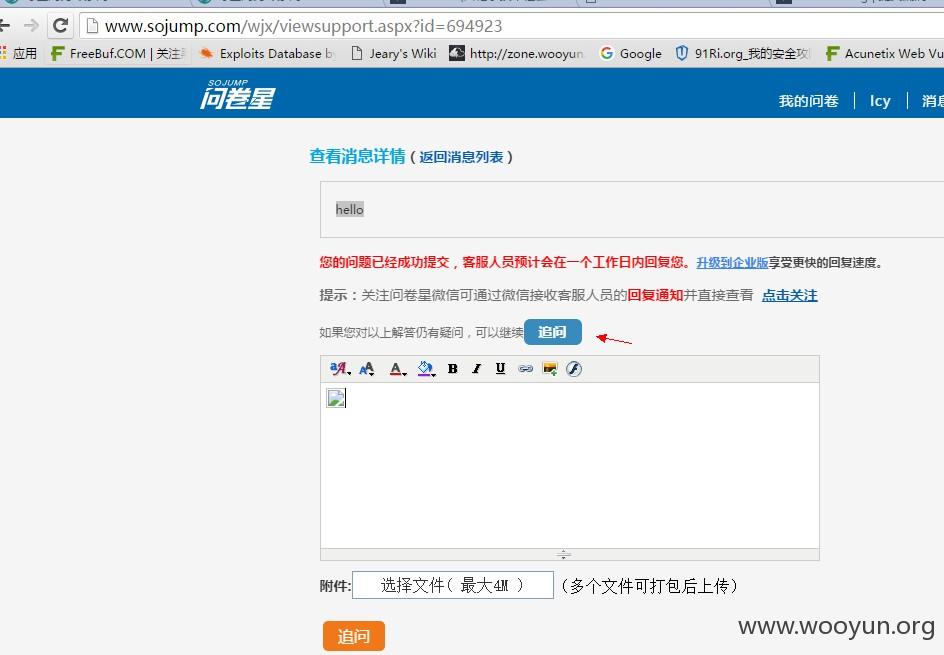 www.sojump.com/wjx/viewsupport.aspx?id=694923
应用 FreeBuf.COM | 关注 Exploits Database by Jeary's Wiki http://zone.wooyun. Google 91Ri.org_我的安全攻 Acunetix Web Vu
SOJUMP
问卷星
我的问卷 | Icy | 消息
查看消息详情 ( 返回消息列表 )
hello
您的问题已经成功提交，客服人员预计会在一个工作日内回复您。升级到企业版享受更快的回复速度。
提示：关注问卷星微信可通过微信接收客服人员的回复通知并直接查看 点击关注
如果您对以上解答仍有疑问，可以继续 追问
B I U
附件: 选择文件( 最大4M ) （多个文件可打包后上传）
追问
www.wooyun.org